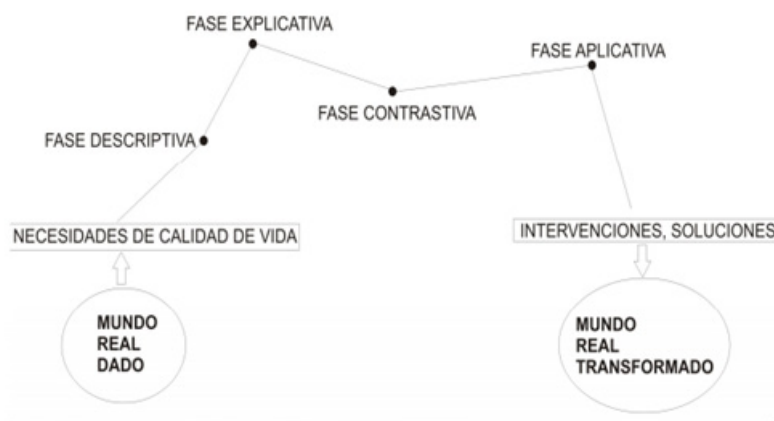 FASE EXPLICATIVA
FASE APLICATIVA
FASE CONTRASTIVA
FASE DESCRIPTIVA
NECESIDADES DE CALIDAD DE VIDA
INTERVENCIONES, SOLUCIONES
MUNDO
REAL
DADO
MUNDO
REAL
TRANSFORMADO